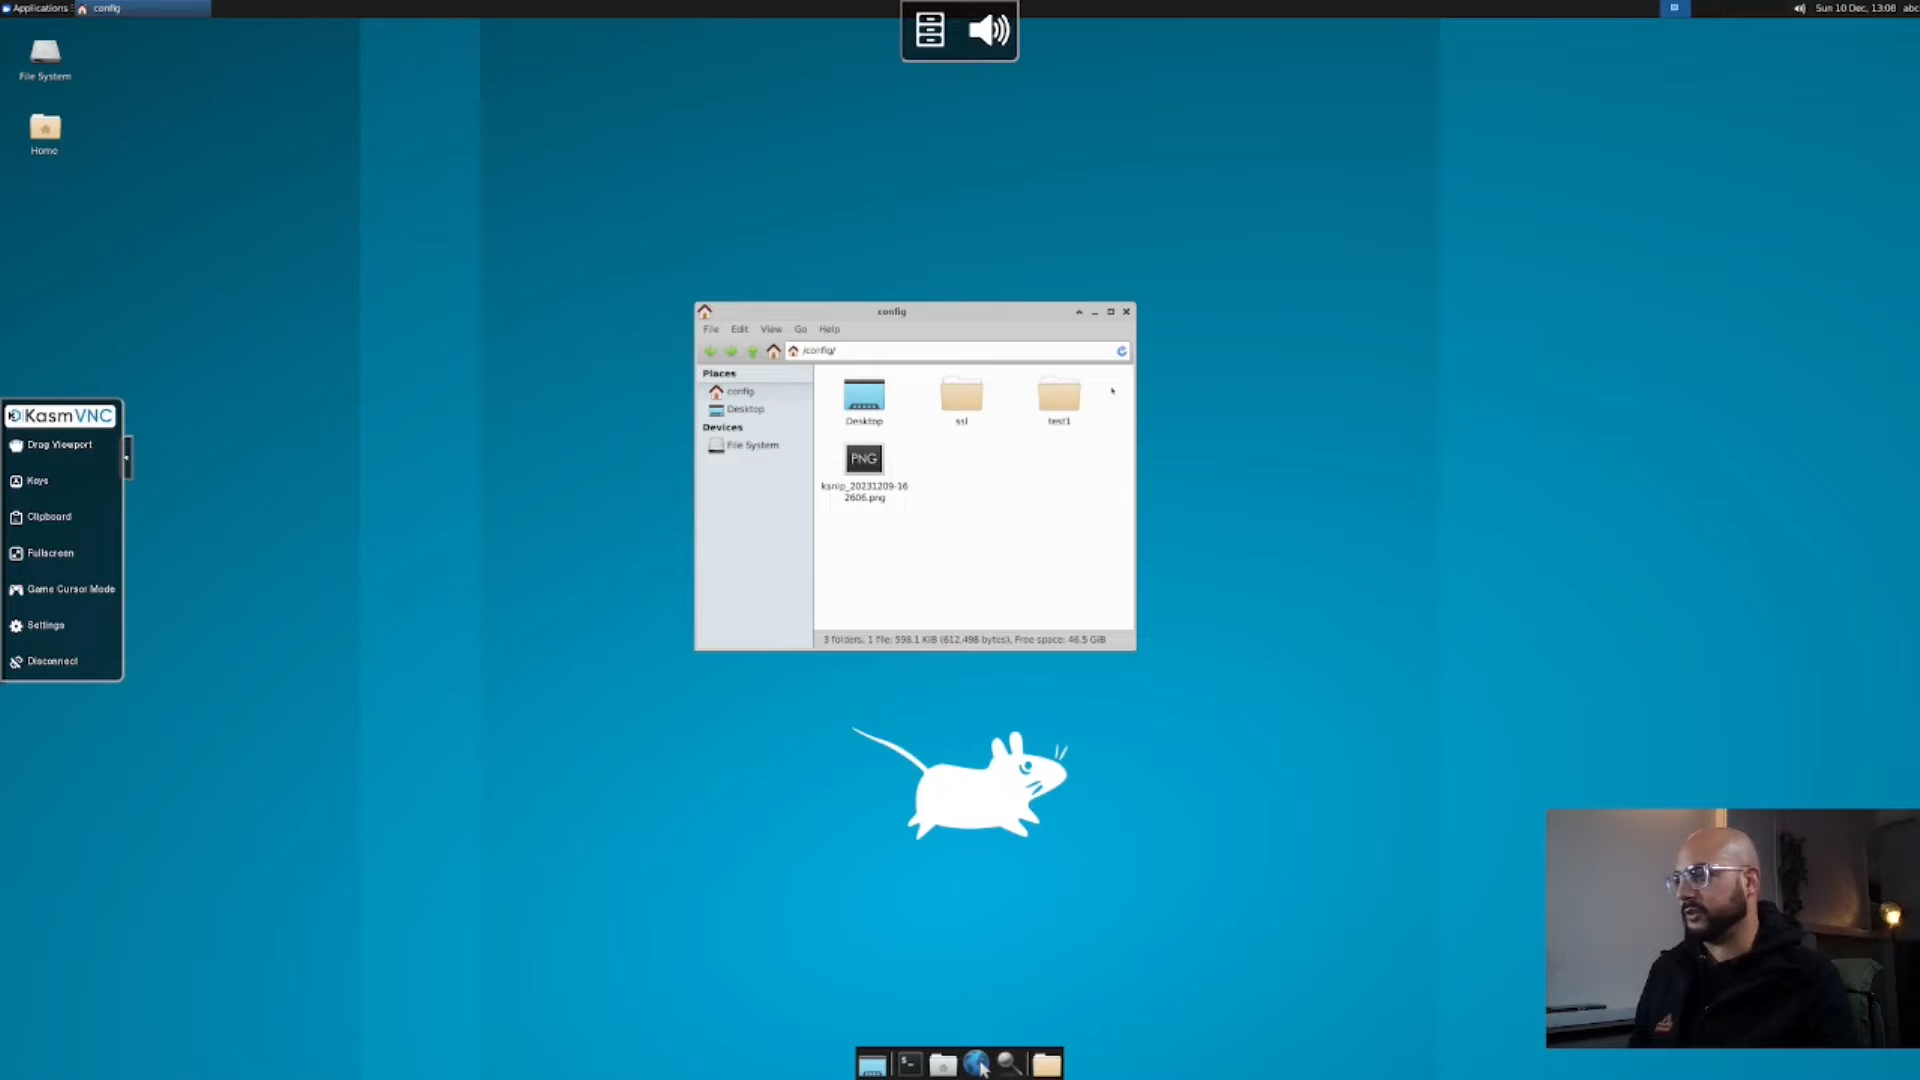 Applications
config
Sun 10 Dec, 13:08 abc
File System
Home
config
File Edit View Go Help
/config/
Places
config
Desktop
Devices
File System
Desktop
ssl
test1
PNG
ksnip_20231209-16
2606.png
3 folders, 1 file: 598.1 KiB (612,498 bytes), Free space: 46.5 GiB
KasmVNC
Drag Viewport
Keys
Clipboard
Fullscreen
Game Cursor Mode
Settings
Disconnect